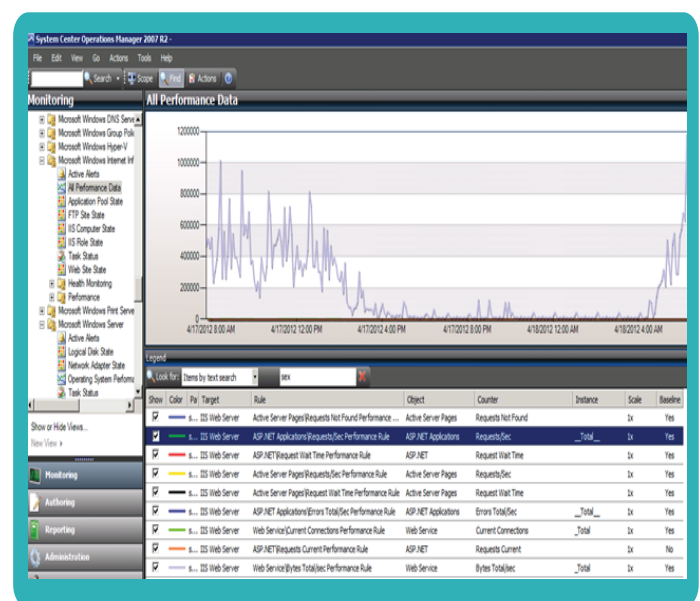 System Center Operations Manager 2007 R2 -
File Edit View Go Actions Tools Help
Search Scope Find Actions
Monitoring
All Performance Data
Microsoft Windows DNS Serve
Microsoft Windows Group Polic
Microsoft Windows Hyper-V
Microsoft Windows Internet Inf
Active Alerts
All Performance Data
Application Pool State
FTP Site State
IIS Computer State
IIS Role State
Task Status
Web Site State
Health Monitoring
Performance
Microsoft Windows Print Serve
Microsoft Windows Server
Active Alerts
Logical Disk State
Network Adapter State
Operating System Performa
Task Status
Show or Hide Views...
New View
Monitoring
Authoring
Reporting
Administration
1200000
1000000
800000
600000
400000
200000
0
4/17/2012 8:00 AM 4/17/2012 12:00 PM 4/17/2012 4:00 PM 4/17/2012 8:00 PM 4/18/2012 12:00 AM 4/18/2012 4:00 AM
Legend
Look for: Items by text search sex
Show Color Pa Target Rule Object Counter Instance Scale Baseline
s... IIS Web Server Active Server Pages\Requests Not Found Performance ... Active Server Pages Requests Not Found 1x Yes
s... IIS Web Server ASP.NET Applications\Requests/Sec Performance Rule ASP.NET Applications Requests/Sec __Total__ 1x Yes
s... IIS Web Server ASP.NET\Request Wait Time Performance Rule ASP.NET Request Wait Time 1x Yes
s... IIS Web Server Active Server Pages\Requests/Sec Performance Rule Active Server Pages Requests/Sec 1x Yes
s... IIS Web Server Active Server Pages\Request Wait Time Performance Rule Active Server Pages Request Wait Time 1x Yes
s... IIS Web Server ASP.NET Applications\Errors Total/Sec Performance Rule ASP.NET Applications Errors Total/Sec __Total__ 1x Yes
s... IIS Web Server Web Service\Current Connections Performance Rule Web Service Current Connections _Total 1x Yes
s... IIS Web Server ASP.NET\Requests Current Performance Rule ASP.NET Requests Current 1x No
s... IIS Web Server Web Service\Bytes Total/sec Performance Rule Web Service Bytes Total/sec _Total 1x Yes